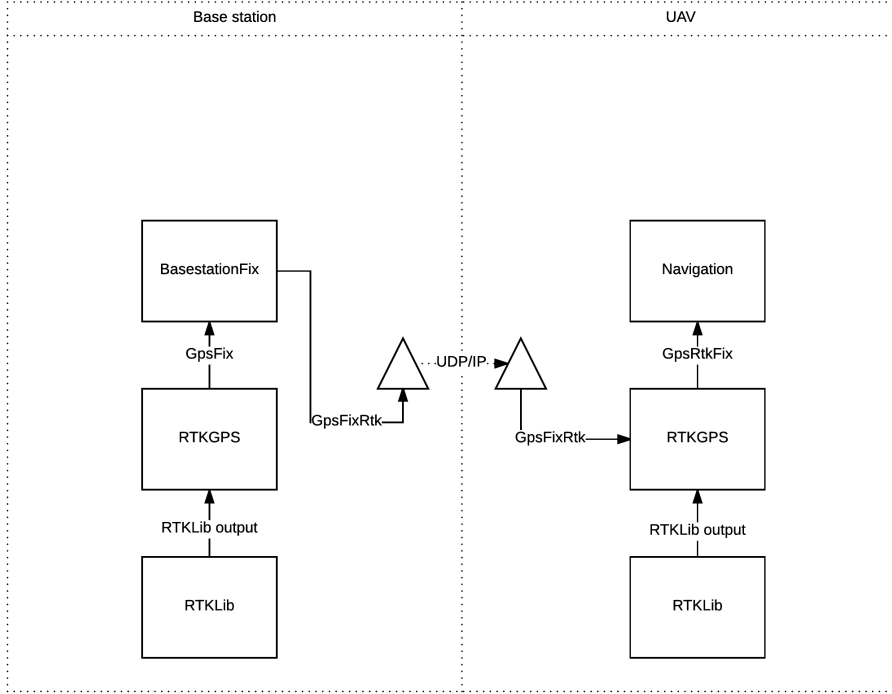 Base station
UAV
BasestationFix
Navigation
GpsFix
UDP/IP
GpsRtkFix
GpsFixRtk
RTKGPS
GpsFixRtk
RTKGPS
RTKLib output
RTKLib output
RTKLib
RTKLib